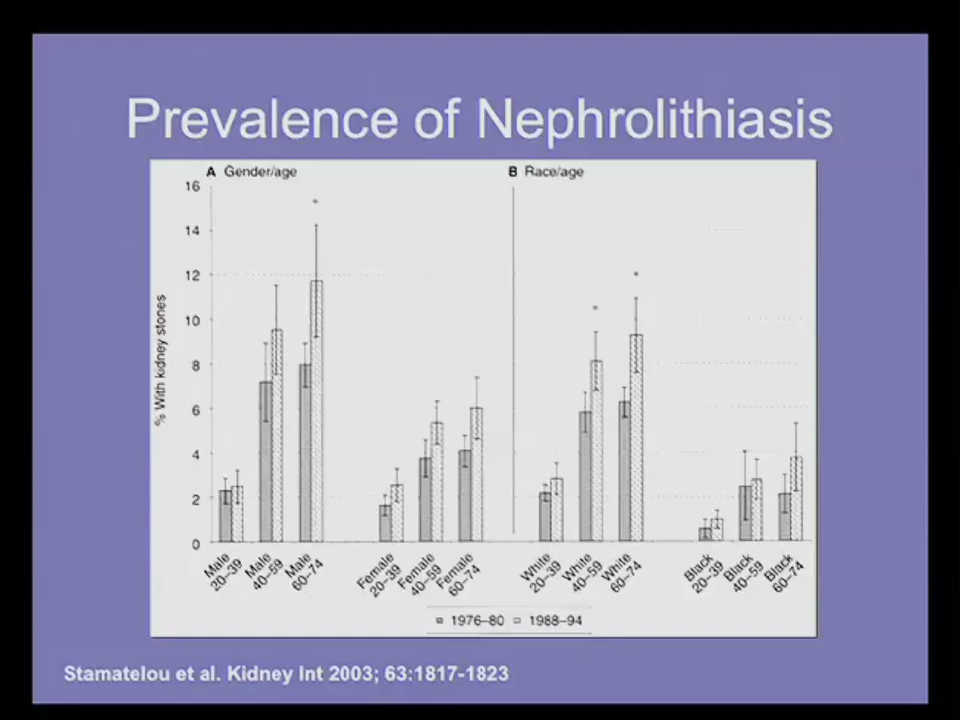 Prevalence of Nephrolithiasis
A Gender/age
B Race/age
% With kidney stones
16
14
12
10
8
6
4
2
0
*
*
*
Male 20–39
Male 40–59
Male 60–74
Female 20–39
Female 40–59
Female 60–74
White 20–39
White 40–59
White 60–74
Black 20–39
Black 40–59
Black 60–74
1976–80 1988–94
Stamatelou et al. Kidney Int 2003; 63:1817-1823